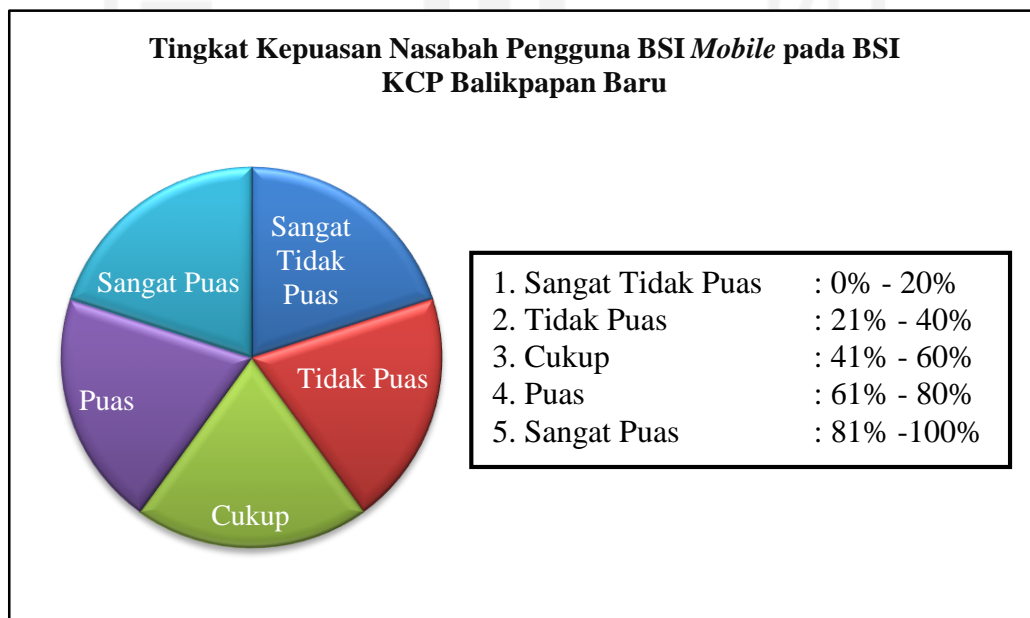 Tingkat Kepuasan Nasabah Pengguna BSI Mobile pada BSI
KCP Balikpapan Baru
Sangat
Tidak
Puas
Tidak Puas
Cukup
Puas
Sangat Puas
1. Sangat Tidak Puas : 0% - 20%
2. Tidak Puas : 21% - 40%
3. Cukup : 41% - 60%
4. Puas : 61% - 80%
5. Sangat Puas : 81% -100%